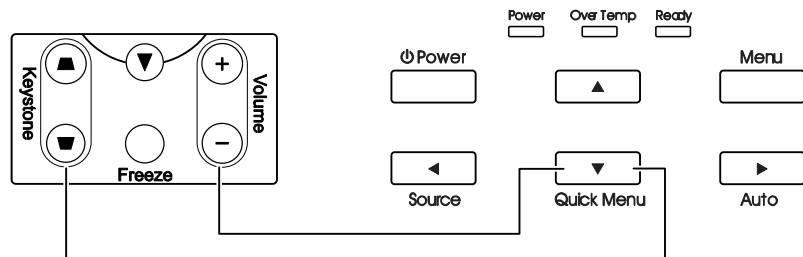 Power Over Temp Ready
Power
Menu
Keystone
Volume
Freeze
Source
Quick Menu
Auto